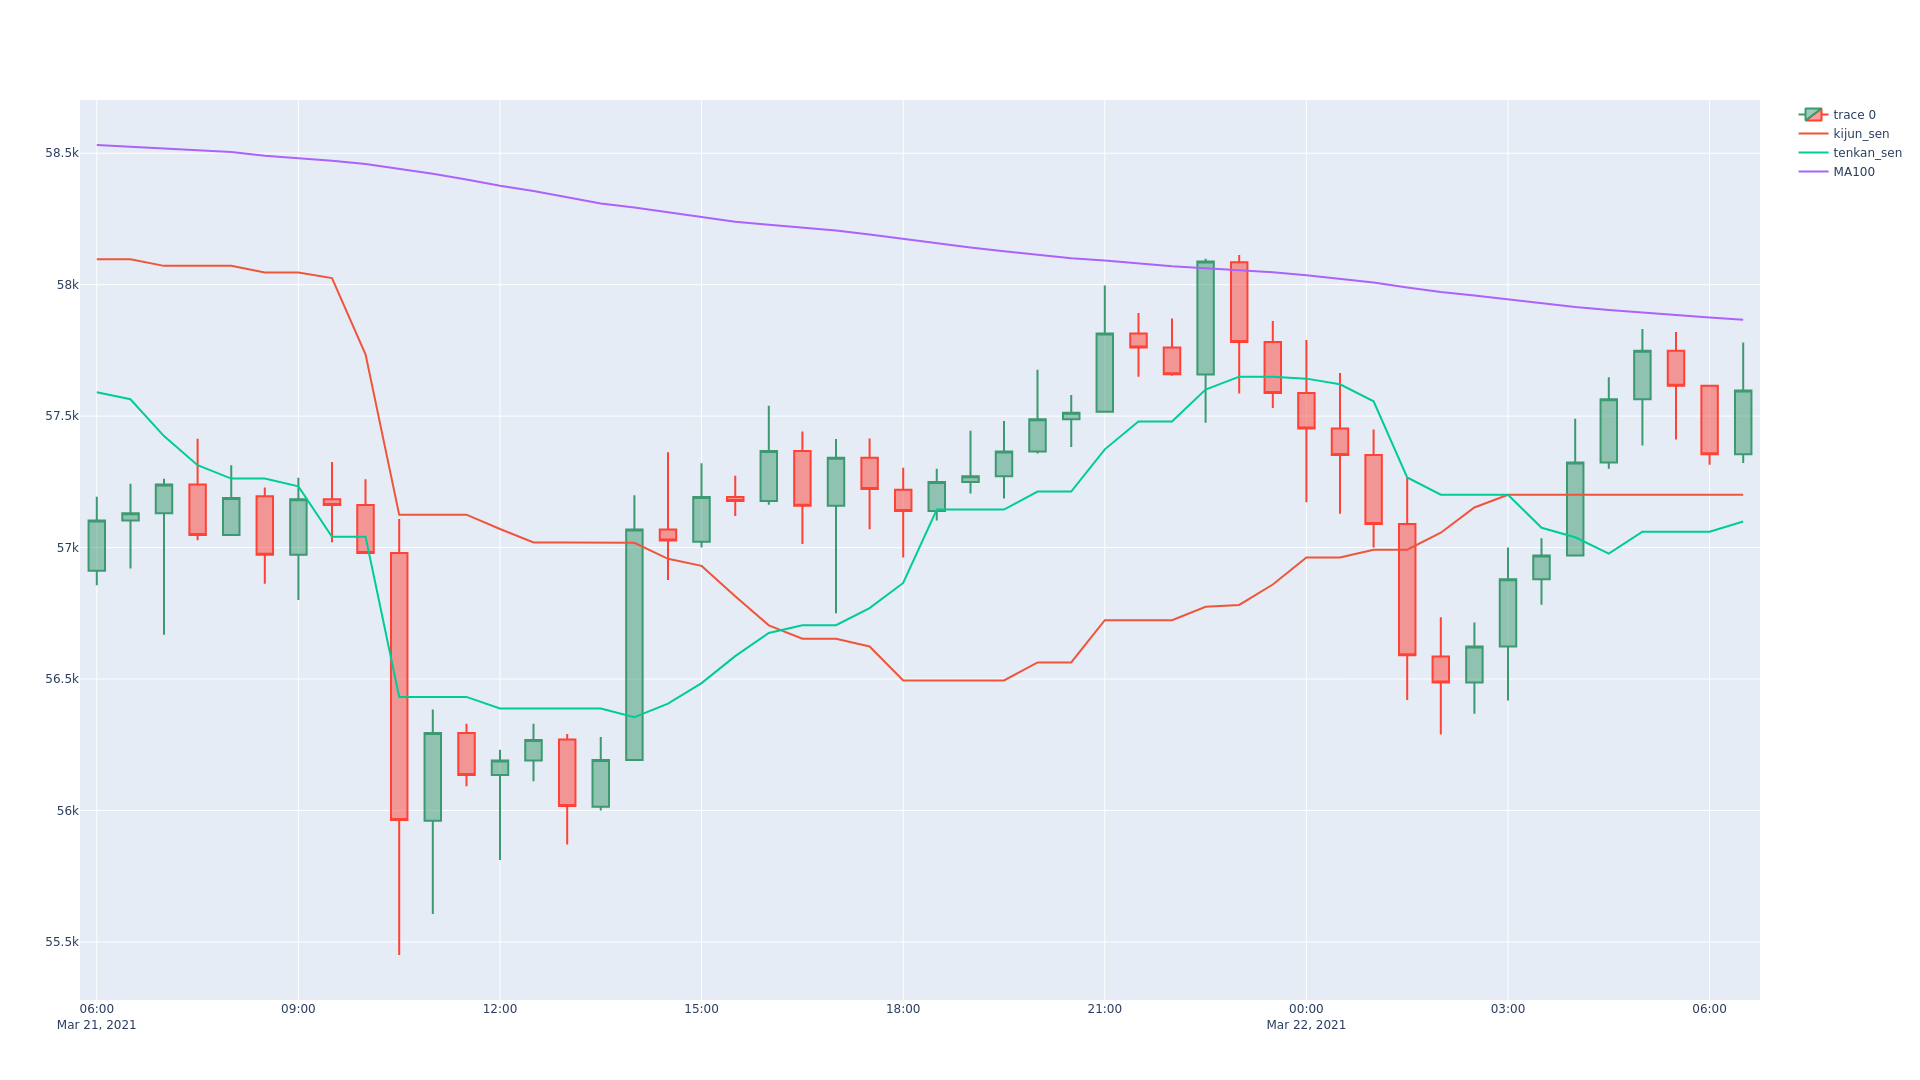 trace 0
kijun_sen
tenkan_sen
MA100
58.5k
58k
57.5k
57k
56.5k
56k
55.5k
06:00 09:00 12:00 15:00 18:00 21:00 00:00 03:00 06:00
Mar 21, 2021 Mar 22, 2021